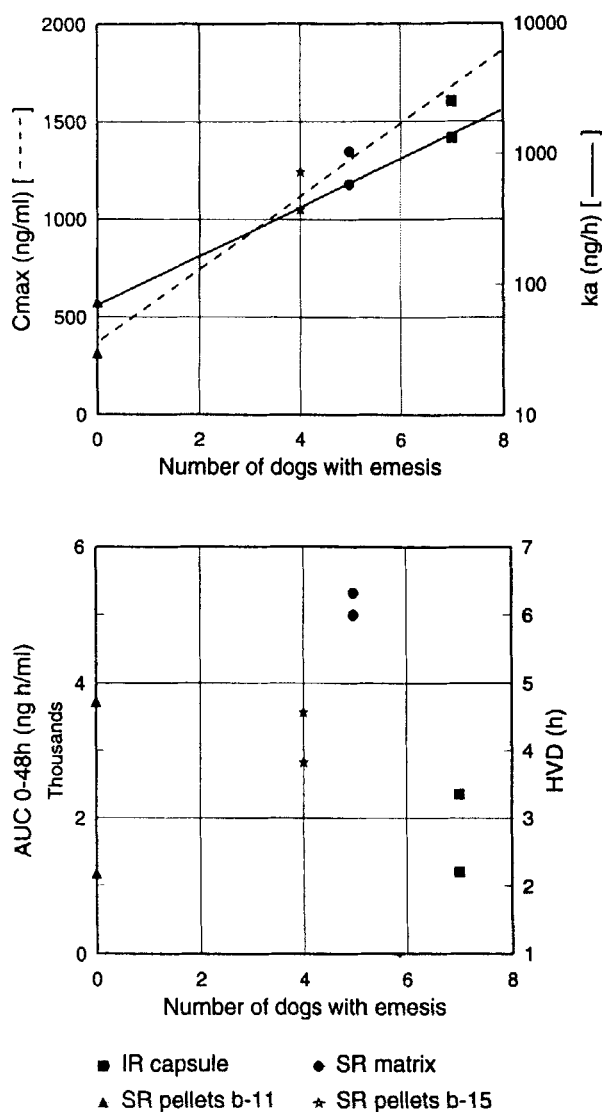 2000
1500
1000
500
0
Cmax (ng/ml) [ ---- ]
10000
1000
100
10
ka (ng/h) [ —— ]
0 2 4 6 8
Number of dogs with emesis
6
4
2
0
AUC 0-48h (ng h/ml)
Thousands
7
6
5
4
3
2
1
HVD (h)
0 2 4 6 8
Number of dogs with emesis
■ IR capsule ● SR matrix
▲ SR pellets b-11 ☆ SR pellets b-15